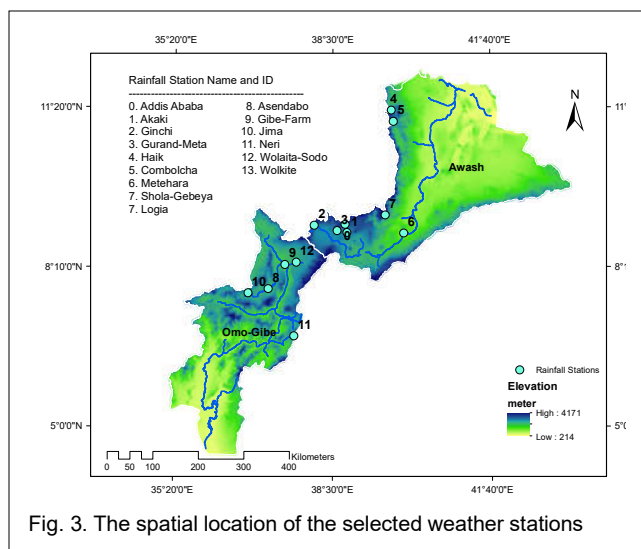 35°20'0"E 38°30'0"E 41°40'0"E
Rainfall Station Name and ID
0. Addis Ababa 8. Asendabo
1. Akaki 9. Gibe-Farm
2. Ginchi 10. Jima
3. Gurand-Meta 11. Neri
4. Haik 12. Wolaita-Sodo
5. Combolcha 13. Wolkite
6. Metehara
7. Shola-Gebeya
7. Logia
N
11°20'0"N 11°
4
5
Awash
7
2 3 1
0 6
8°10'0"N 8°1
9 12
10 8
11
Omo-Gibe
Rainfall Stations
Elevation
meter
High : 4171
Low : 214
5°0'0"N 5°
0 50 100 200 300 400 Kilometers
35°20'0"E 38°30'0"E 41°40'0"E
Fig. 3. The spatial location of the selected weather stations